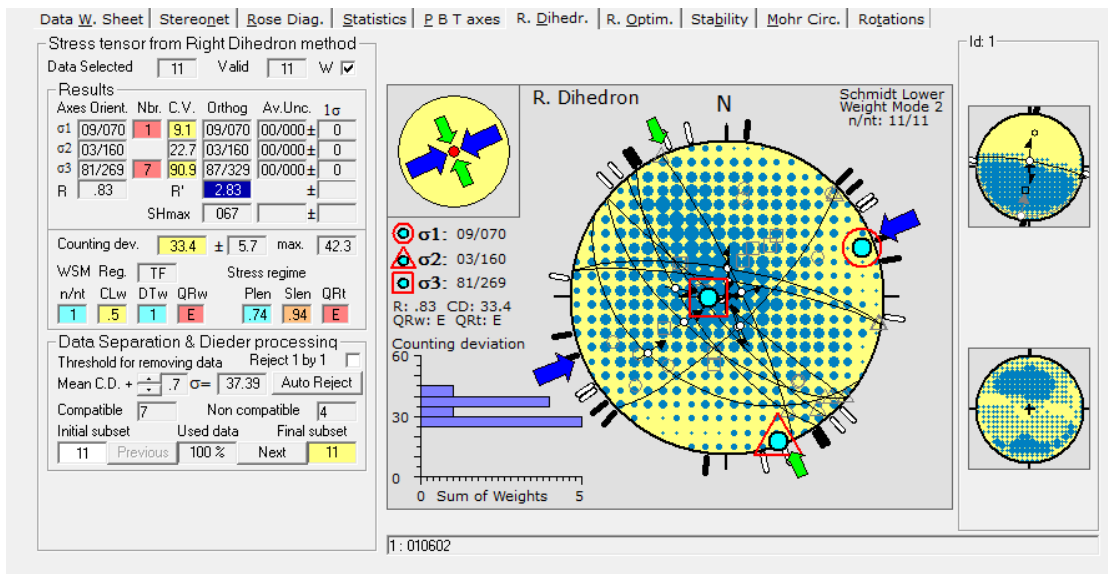 Data W. Sheet Stereonet Rose Diag. Statistics P B T axes R. Dihedr. R. Optim. Stability Mohr Circ. Rotations
Stress tensor from Right Dihedron method
Data Selected 11 Valid 11 W
Results
Axes Orient. Nbr. C.V. Orthog Av.Unc. 1σ
σ1 09/070 1 9.1 09/070 00/000 ± 0
σ2 03/160 22.7 03/160 00/000 ± 0
σ3 81/269 7 90.9 87/329 00/000 ± 0
R .83 R' 2.83 ±
SHmax 067 ±
Counting dev. 33.4 ± 5.7 max. 42.3
WSM Reg. TF Stress regime
n/nt CLw DTw QRw Plen Slen QRt
1 .5 1 E .74 .94 E
Data Separation & Dieder processing
Threshold for removing data Reject 1 by 1
Mean C.D. + .7 σ= 37.39 Auto Reject
Compatible 7 Non compatible 4
Initial subset Used data Final subset
11 Previous 100 % Next 11
R. Dihedron
N
Schmidt Lower
Weight Mode 2
n/nt: 11/11
σ1: 09/070
σ2: 03/160
σ3: 81/269
R: .83 CD: 33.4
QRw: E QRt: E
Counting deviation
60
30
0
0 Sum of Weights 5
1 : 010602
Id: 1